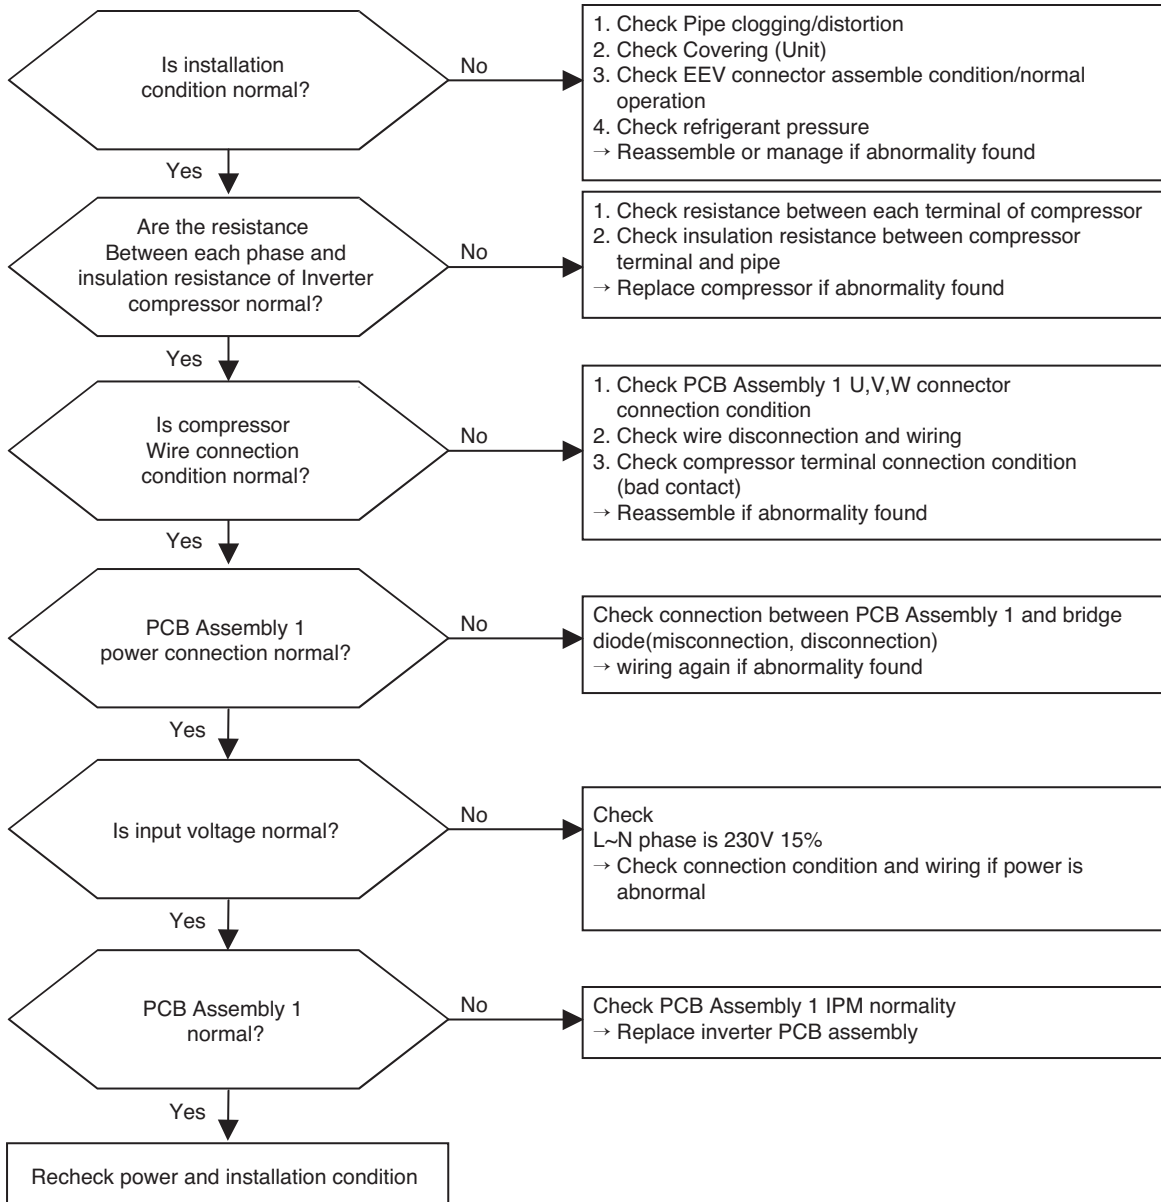 Is installation
condition normal?
No
1. Check Pipe clogging/distortion
2. Check Covering (Unit)
3. Check EEV connector assemble condition/normal
operation
4. Check refrigerant pressure
→ Reassemble or manage if abnormality found
Yes
Are the resistance
Between each phase and
insulation resistance of Inverter
compressor normal?
No
1. Check resistance between each terminal of compressor
2. Check insulation resistance between compressor
terminal and pipe
→ Replace compressor if abnormality found
Yes
Is compressor
Wire connection
condition normal?
No
1. Check PCB Assembly 1 U,V,W connector
connection condition
2. Check wire disconnection and wiring
3. Check compressor terminal connection condition
(bad contact)
→ Reassemble if abnormality found
Yes
PCB Assembly 1
power connection normal?
No
Check connection between PCB Assembly 1 and bridge
diode(misconnection, disconnection)
→ wiring again if abnormality found
Yes
Is input voltage normal?
No
Check
L~N phase is 230V 15%
→ Check connection condition and wiring if power is
abnormal
Yes
PCB Assembly 1
normal?
No
Check PCB Assembly 1 IPM normality
→ Replace inverter PCB assembly
Yes
Recheck power and installation condition